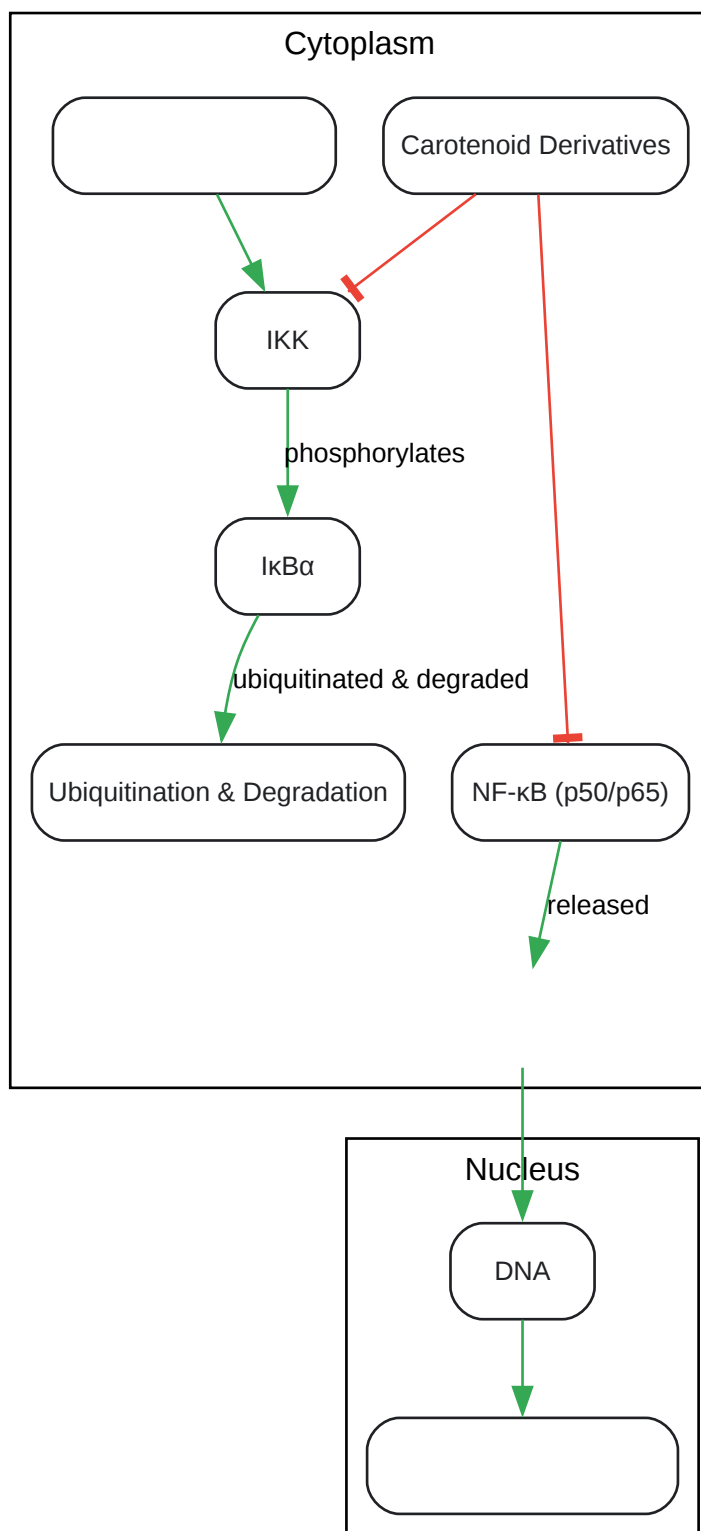 Cytoplasm
Carotenoid Derivatives
IKK
phosphorylates
IκBα
ubiquitinated & degraded
Ubiquitination & Degradation
NF-κB (p50/p65)
released
Nucleus
DNA